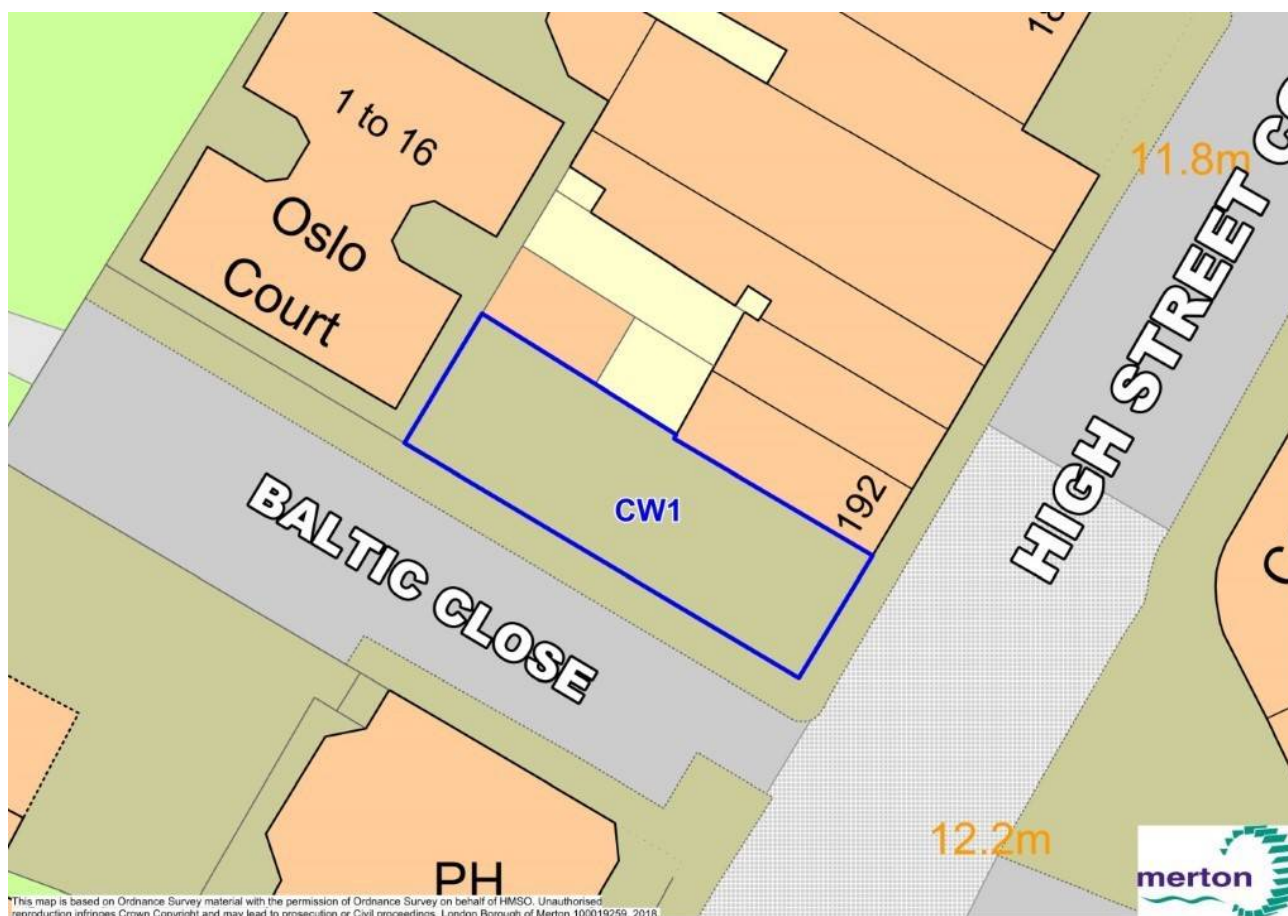 18
1 to 16
Oslo
Court
11.8m
HIGH STREET CO
192
CW1
BALTIC CLOSE
C
PH
12.2m
merton
This map is based on Ordnance Survey material with the permission of Ordnance Survey on behalf of HMSO. Unauthorised
reproduction infringes Crown Copyright and may lead to prosecution or Civil proceedings. London Borough of Merton 100019259. 2018.